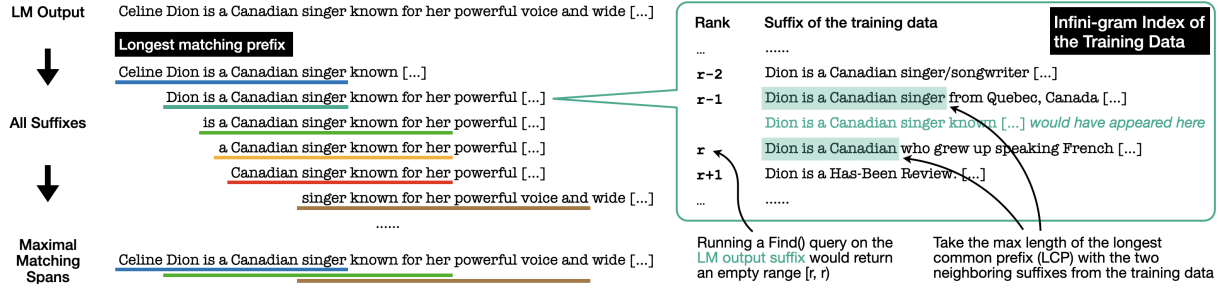 LM Output
Celine Dion is a Canadian singer known for her powerful voice and wide [...]
Longest matching prefix
Celine Dion is a Canadian singer known [...]
Dion is a Canadian singer known for her powerful [...]
All Suffixes
is a Canadian singer known for her powerful [...]
a Canadian singer known for her powerful [...]
Canadian singer known for her powerful [...]
singer known for her powerful voice and wide [...]
......
Maximal
Matching
Spans
Celine Dion is a Canadian singer known for her powerful voice and wide [...]
Infini-gram Index of
the Training Data
Rank Suffix of the training data
... ......
r-2 Dion is a Canadian singer/songwriter [...]
r-1 Dion is a Canadian singer from Quebec, Canada [...]
Dion is a Canadian singer known [...] would have appeared here
r Dion is a Canadian who grew up speaking French [...]
r+1 Dion is a Has-Been Review: [...]
... ......
Running a Find() query on the
LM output suffix would return
an empty range [r, r)
Take the max length of the longest
common prefix (LCP) with the two
neighboring suffixes from the training data